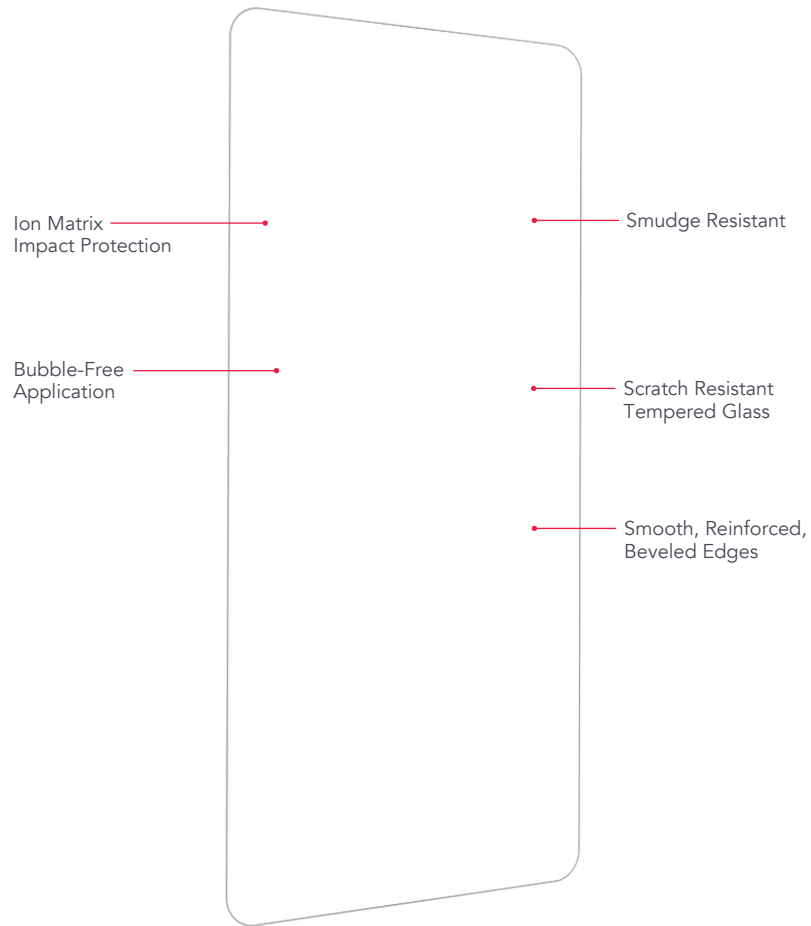 Ion Matrix
Impact Protection
Smudge Resistant
Bubble-Free
Application
Scratch Resistant
Tempered Glass
Smooth, Reinforced,
Beveled Edges